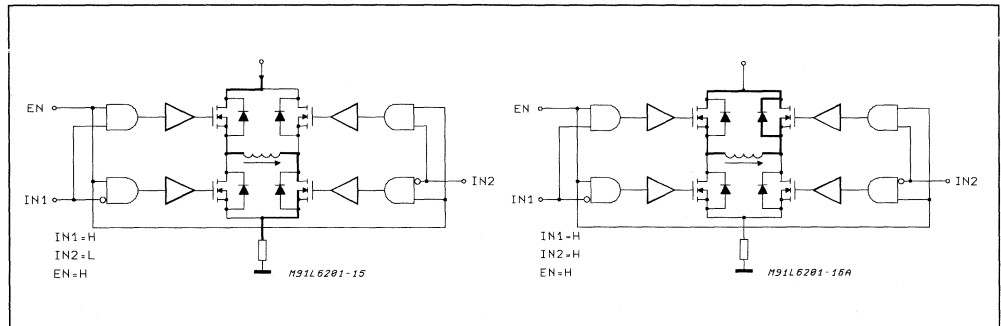 EN
IN1
IN2
IN1=H
IN2=L
EN=H
M91L6201-15
EN
IN1
IN2
IN1=H
IN2=H
EN=H
M91L6201-16A